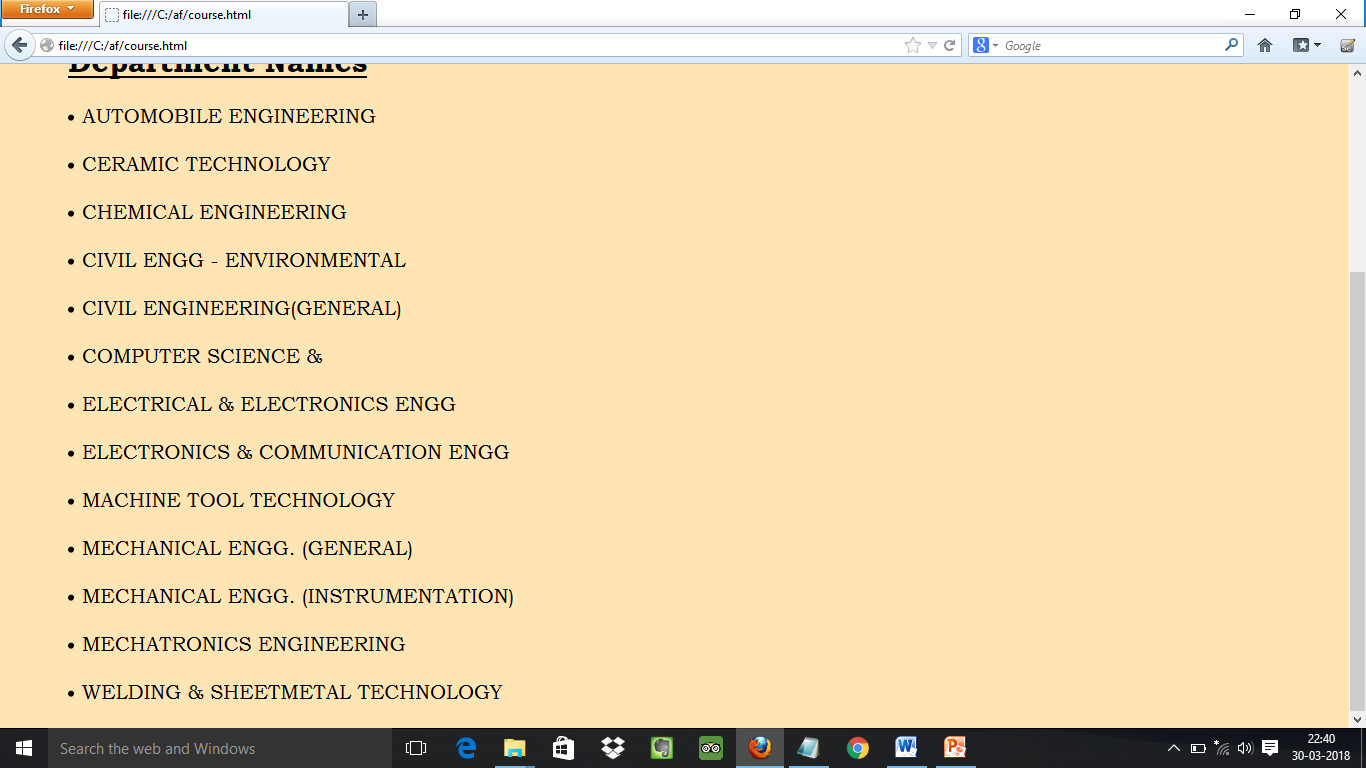 Firefox
file:///C:/af/course.html
file:///C:/af/course.html
Google
Department Names
• AUTOMOBILE ENGINEERING
• CERAMIC TECHNOLOGY
• CHEMICAL ENGINEERING
• CIVIL ENGG - ENVIRONMENTAL
• CIVIL ENGINEERING(GENERAL)
• COMPUTER SCIENCE &
• ELECTRICAL & ELECTRONICS ENGG
• ELECTRONICS & COMMUNICATION ENGG
• MACHINE TOOL TECHNOLOGY
• MECHANICAL ENGG. (GENERAL)
• MECHANICAL ENGG. (INSTRUMENTATION)
• MECHATRONICS ENGINEERING
• WELDING & SHEETMETAL TECHNOLOGY
Search the web and Windows
22:40
30-03-2018